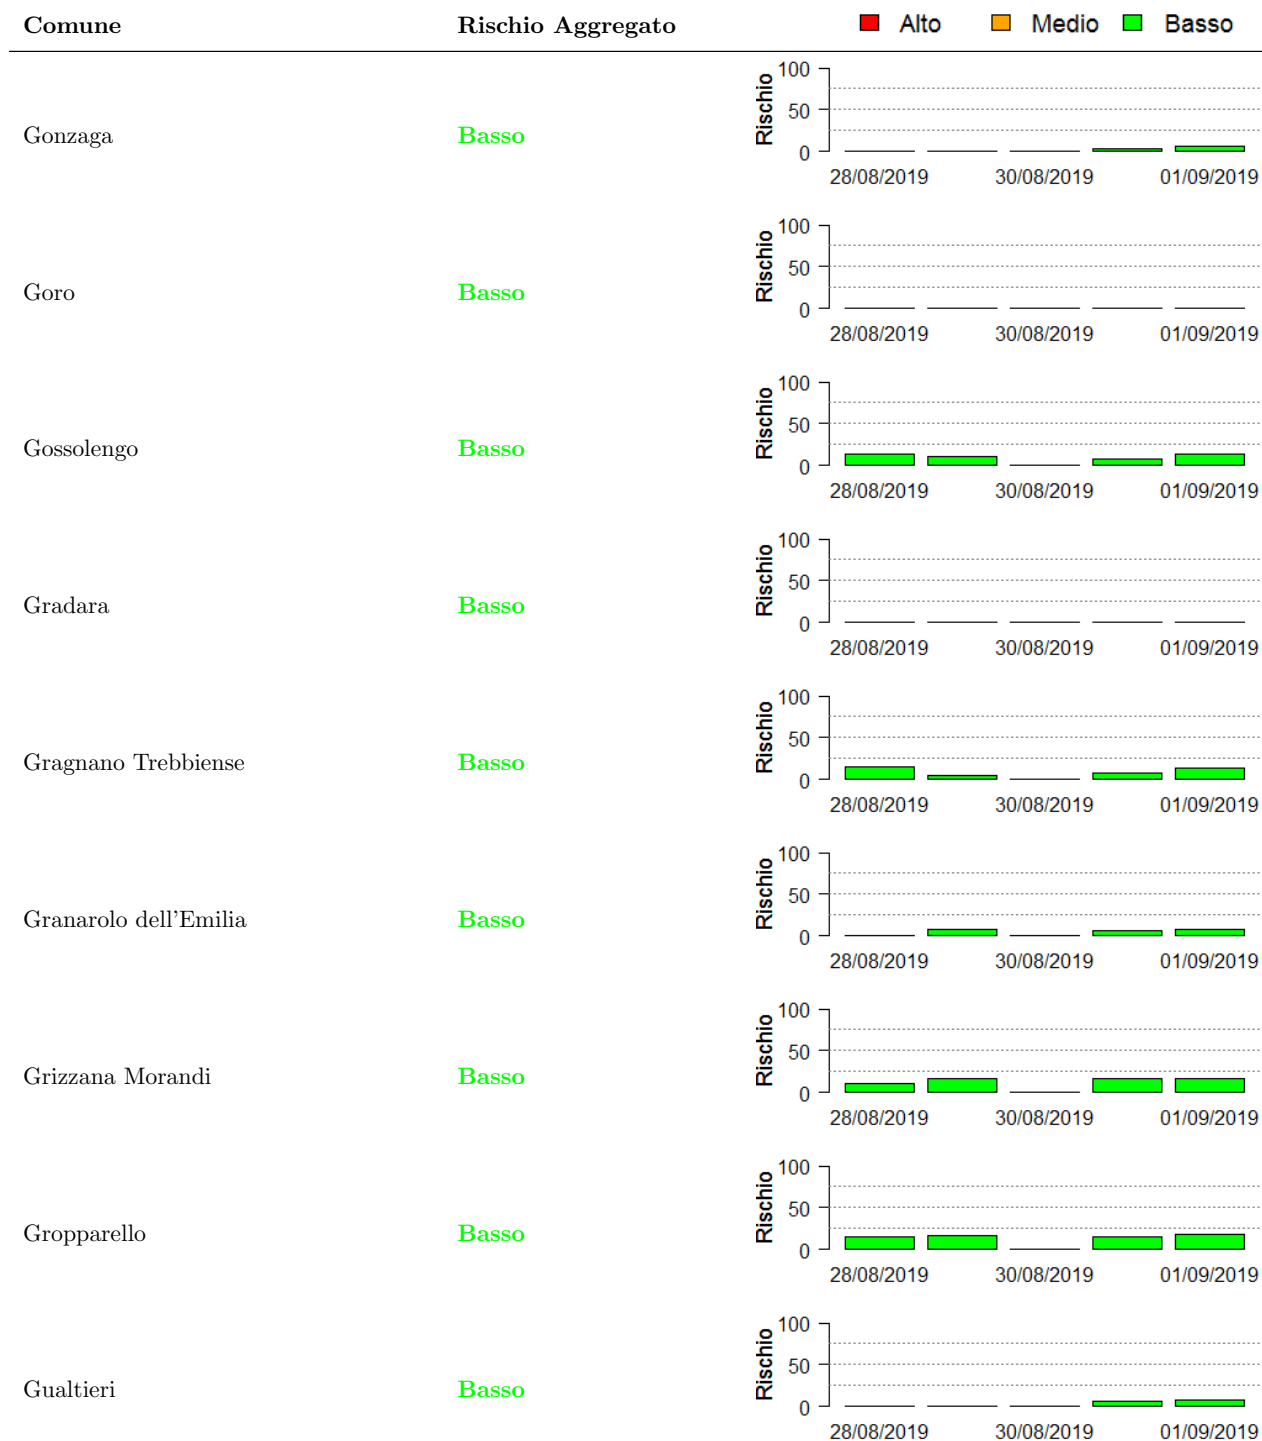 Comune Rischio Aggregato Alto Medio Basso
100
50
0
Rischio
Gonzaga Basso
28/08/2019 30/08/2019 01/09/2019
100
50
0
Rischio
Goro Basso
28/08/2019 30/08/2019 01/09/2019
100
50
0
Rischio
Gossolengo Basso
28/08/2019 30/08/2019 01/09/2019
100
50
0
Rischio
Gradara Basso
28/08/2019 30/08/2019 01/09/2019
100
50
0
Rischio
Gragnano Trebbiense Basso
28/08/2019 30/08/2019 01/09/2019
100
50
0
Rischio
Granarolo dell'Emilia Basso
28/08/2019 30/08/2019 01/09/2019
100
50
0
Rischio
Grizzana Morandi Basso
28/08/2019 30/08/2019 01/09/2019
100
50
0
Rischio
Gropparello Basso
28/08/2019 30/08/2019 01/09/2019
100
50
0
Rischio
Gualtieri Basso
28/08/2019 30/08/2019 01/09/2019